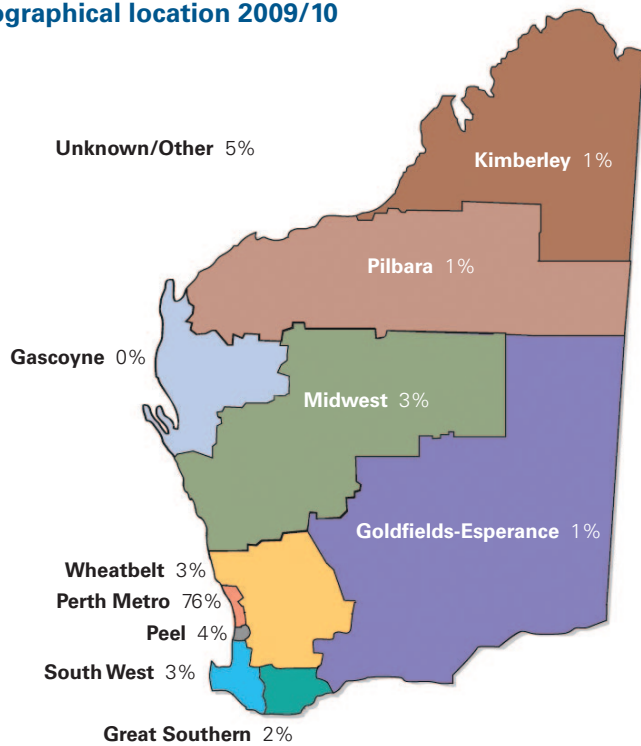 ographical location 2009/10
Unknown/Other 5%
Kimberley 1%
Pilbara 1%
Gascoyne 0%
Midwest 3%
Goldfields-Esperance 1%
Wheatbelt 3%
Perth Metro 76%
Peel 4%
South West 3%
Great Southern 2%